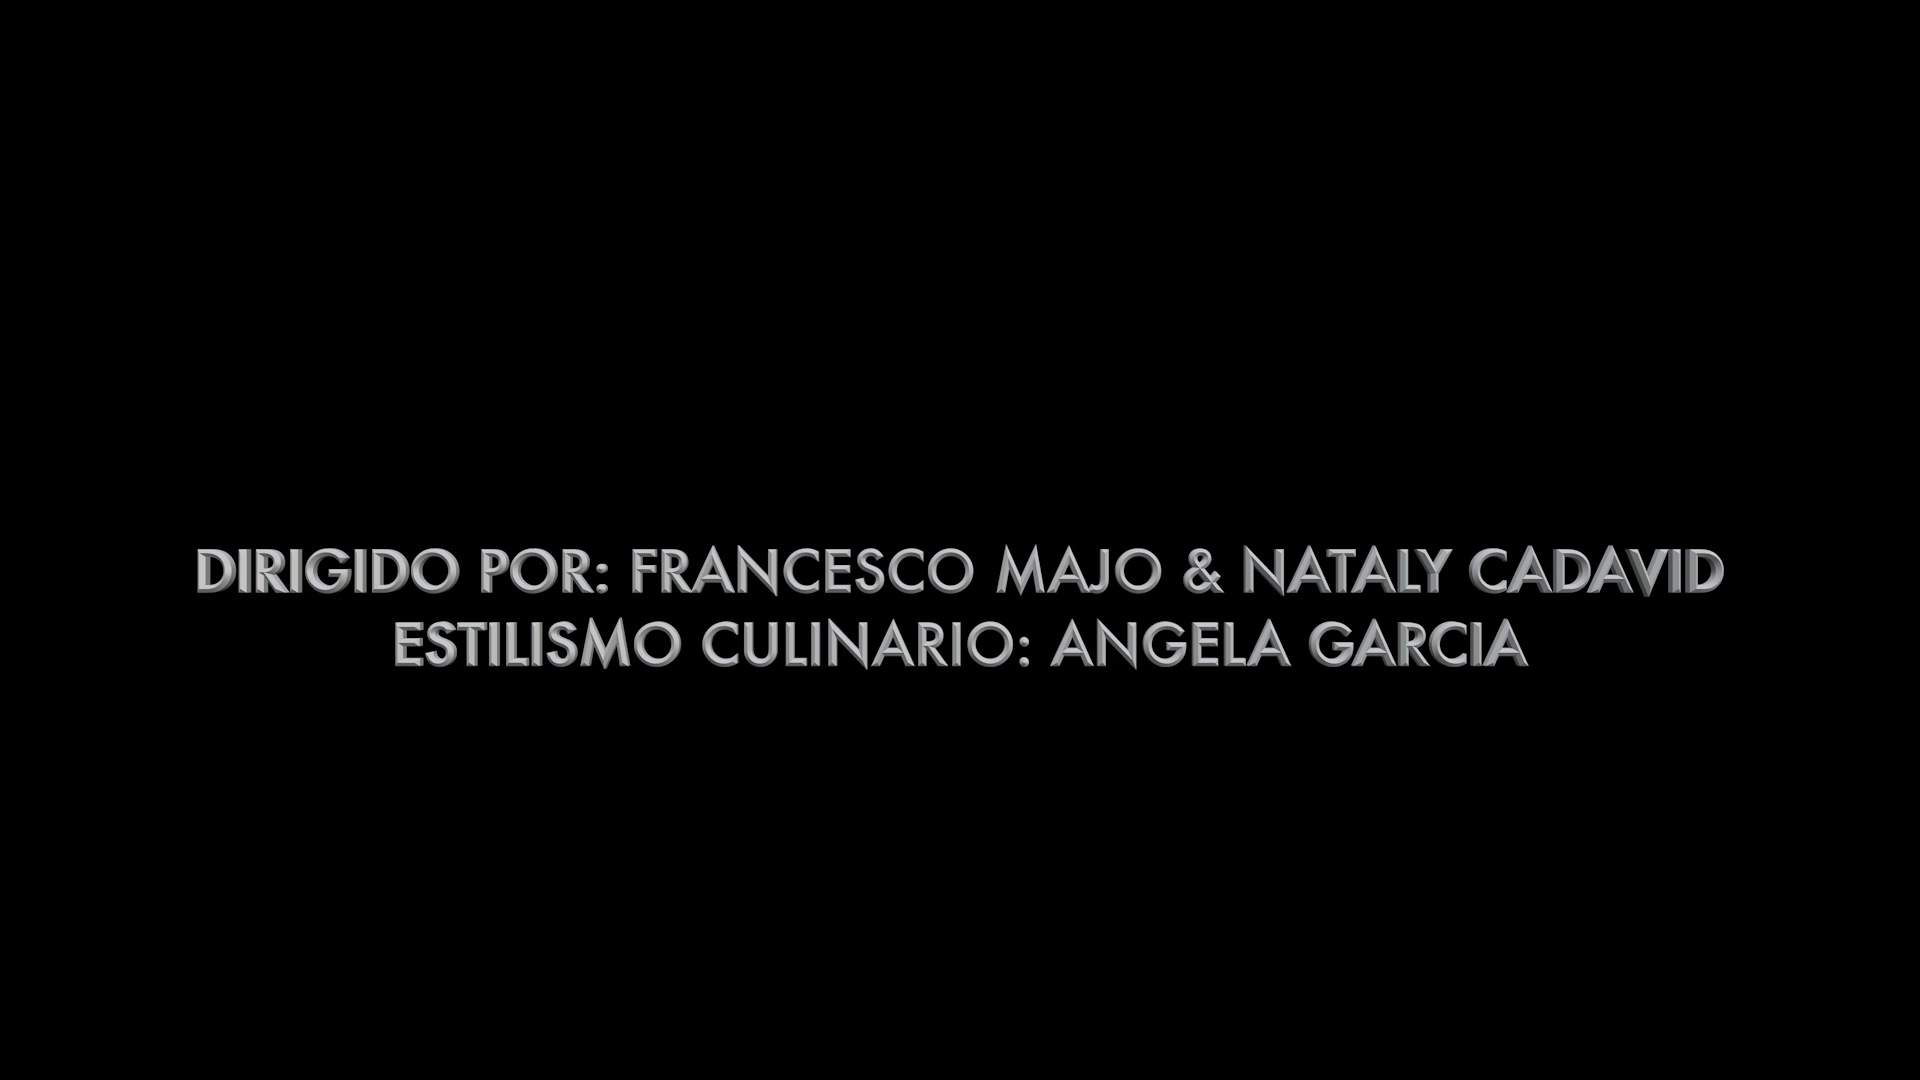 DIRIGIDO POR: FRANCESCO MAJO & NATALY CADAVID
ESTILISMO CULINARIO: ANGELA GARCIA